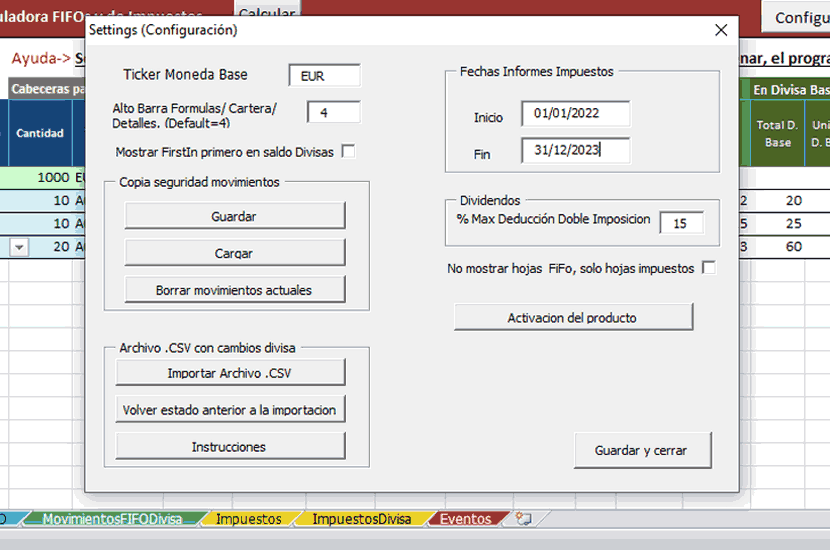 uladora FIFOs y de Impuestos
Calcular
Configu
Settings (Configuración)
Ayuda->
nar, el progra
Cabeceras pa
En Divisa Bas
Cantidad
Total D.
Base
Uni
D. B
1000 E
10 A
10 A
20 A
2 20
5 25
3 60
Ticker Moneda Base EUR
Alto Barra Formulas/ Cartera/
Detalles. (Default=4) 4
Mostrar FirstIn primero en saldo Divisas
Copia seguridad movimientos
Guardar
Cargar
Borrar movimientos actuales
Archivo .CSV con cambios divisa
Importar Archivo .CSV
Volver estado anterior a la importacion
Instrucciones
Fechas Informes Impuestos
Inicio 01/01/2022
Fin 31/12/2023
Dividendos
% Max Deducción Doble Imposicion 15
No mostrar hojas FiFo, solo hojas impuestos
Activacion del producto
Guardar y cerrar
MovimientosFIFODivisa
Impuestos
ImpuestosDivisa
Eventos